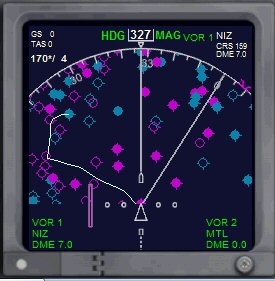 GS 0 HDG 327 MAG VOR 1 NIZ
TAS 0 CRS 159
170°/ 4 DME 7.0
30 33
VOR 1 VOR 2
NIZ MTL
DME 7.0 DME 0.0